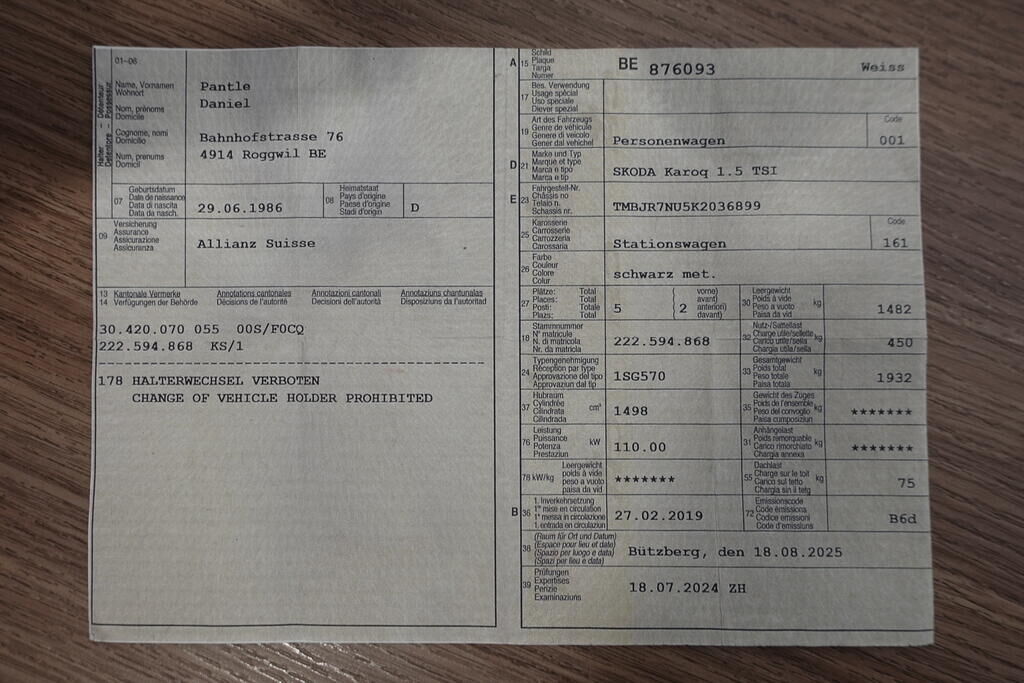 01-06
Halter – Détenteur
Detentore – Possessur
Name, Vornamen
Wohnort
Nom, prénoms
Domicile
Cognome, nomi
Domicilio
Num, prenums
Domicil
Pantle
Daniel
Bahnhofstrasse 76
4914 Roggwil BE
07
Geburtsdatum
Date de naissance
Data di nascita
Data da nasch.
29.06.1986
08
Heimatstaat
Pays d'origine
Paese d'origine
Stadi d'origin
D
09
Versicherung
Assurance
Assicurazione
Assicuranza
Allianz Suisse
13 Kantonale Vermerke Annotations cantonales Annotazioni cantonali Annotaziuns chantunalas
14 Verfügungen der Behörde Décisions de l'autorité Decisioni dell'autorità Disposiziuns da l'autoritad
30.420.070 055 00S/F0CQ
222.594.868 KS/1
178 HALTERWECHSEL VERBOTEN
CHANGE OF VEHICLE HOLDER PROHIBITED
A 15
Schild
Plaque
Targa
Numer
BE 876093 Weiss
17
Bes. Verwendung
Usage spécial
Uso speciale
Diever spezial
19
Art des Fahrzeugs
Genre de véhicule
Genere di veicolo
Gener dal vehichel
Personenwagen
Code
001
D 21
Marke und Typ
Marque et type
Marca e tipo
Marca e tip
SKODA Karoq 1.5 TSI
E 23
Fahrgestell-Nr.
Châssis no
Telaio n.
Schassis nr.
TMBJR7NU5K2036899
25
Karosserie
Carrosserie
Carrozzeria
Carossaria
Stationswagen
Code
161
26
Farbe
Couleur
Colore
Colur
schwarz met.
27
Plätze: Total
Places: Total
Posti: Totale
Plazs: Total
5
2
vorne)
avant)
anteriori)
davant)
30
Leergewicht
Poids à vide
Peso a vuoto
Paisa da vid
kg
1482
18
Stammnummer
N° matricule
N. di matricola
Nr. da matricla
222.594.868
32
Nutz-/Sattellast
Charge utile/sellette
Carico utile/sella
Chargia utila/sella
kg
450
24
Typengenehmigung
Réception par type
Approvazione del tipo
Approvaziun dal tip
1SG570
33
Gesamtgewicht
Poids total
Peso totale
Paisa totala
kg
1932
37
Hubraum
Cylindrée
Cilindrata
Cilindrada
cm³
1498
35
Gewicht des Zuges
Poids de l'ensemble
Peso del convoglio
Paisa cumposiziun
kg
*******
76
Leistung
Puissance
Potenza
Prestaziun
kW
110.00
31
Anhängelast
Poids remorquable
Carico rimorchiato
Chargia annexa
kg
*******
78 kW/kg
Leergewicht
poids à vide
peso a vuoto
paisa da vid
*******
55
Dachlast
Charge sur le toit
Carico sul tetto
Chargia sin il tetg
kg
75
B 36
1. Inverkehrsetzung
1re mise en circulation
1a messa in circolazione
1. entrada en circulaziun
27.02.2019
72
Emissionscode
Code émissions
Codice emissioni
Code d'emissiuns
B6d
38
(Raum für Ort und Datum)
(Espace pour lieu et date)
(Spazio per luogo e data)
(Spazi per lieu e data)
Bützberg, den 18.08.2025
39
Prüfungen
Expertises
Perizie
Examinaziuns
18.07.2024 ZH